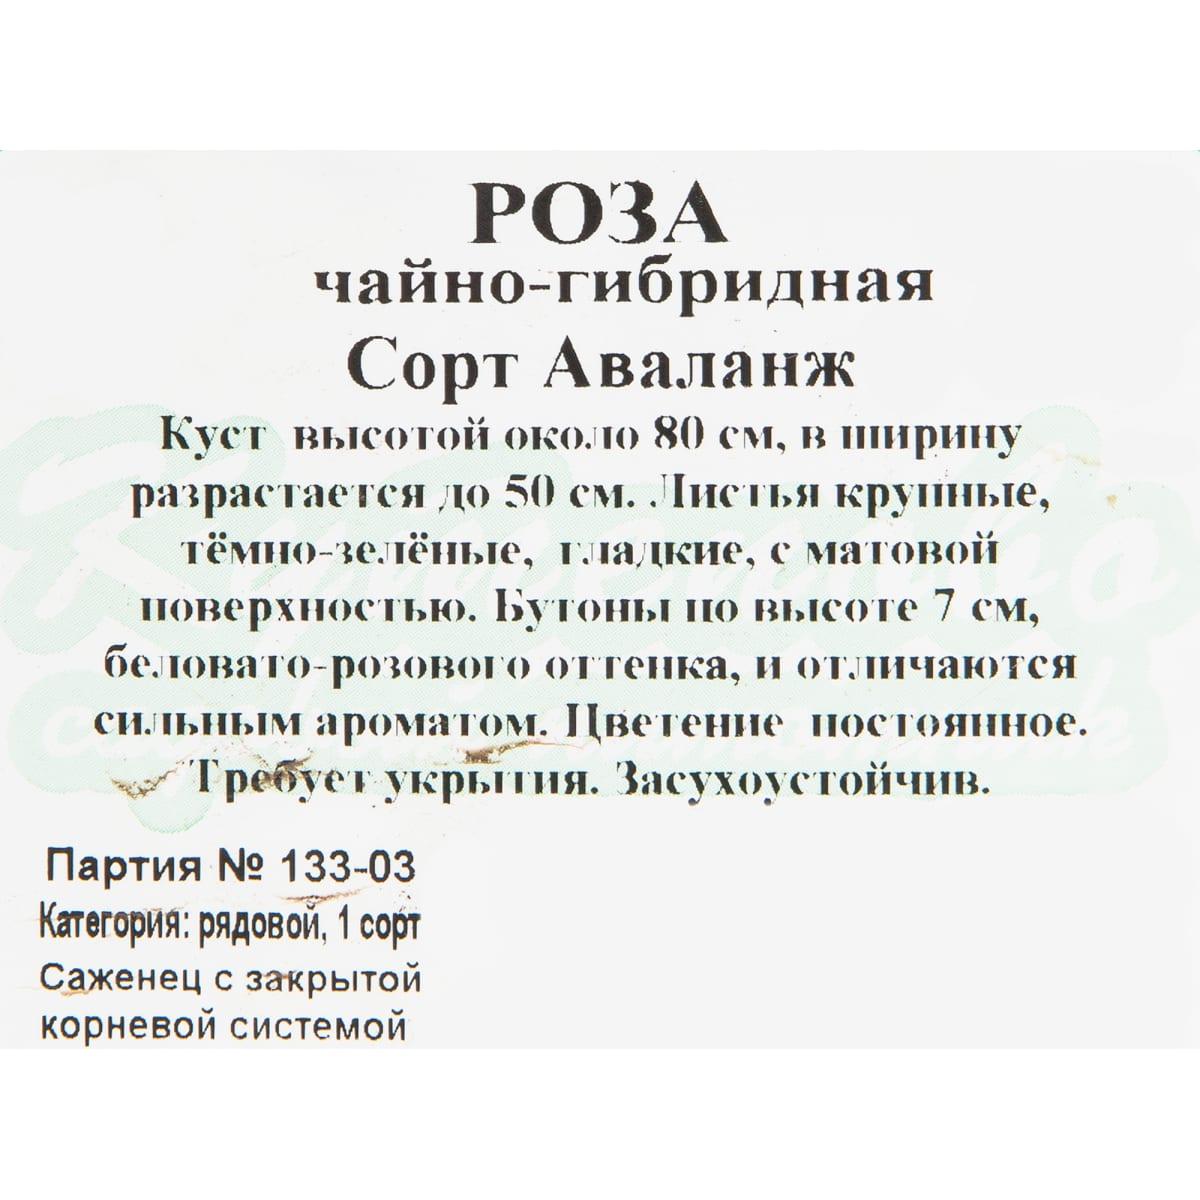 РОЗА
чайно-гибридная
Сорт Аваланж
Куст высотой около 80 см, в ширину
разрастается до 50 см. Листья крупные,
тёмно-зелёные, гладкие, с матовой
поверхностью. Бутоны по высоте 7 см,
беловато-розового оттенка, и отличаются
сильным ароматом. Цветение постоянное.
Требует укрытия. Засухоустойчив.
Партия № 133-03
Категория: рядовой, 1 сорт
Саженец с закрытой
корневой системой